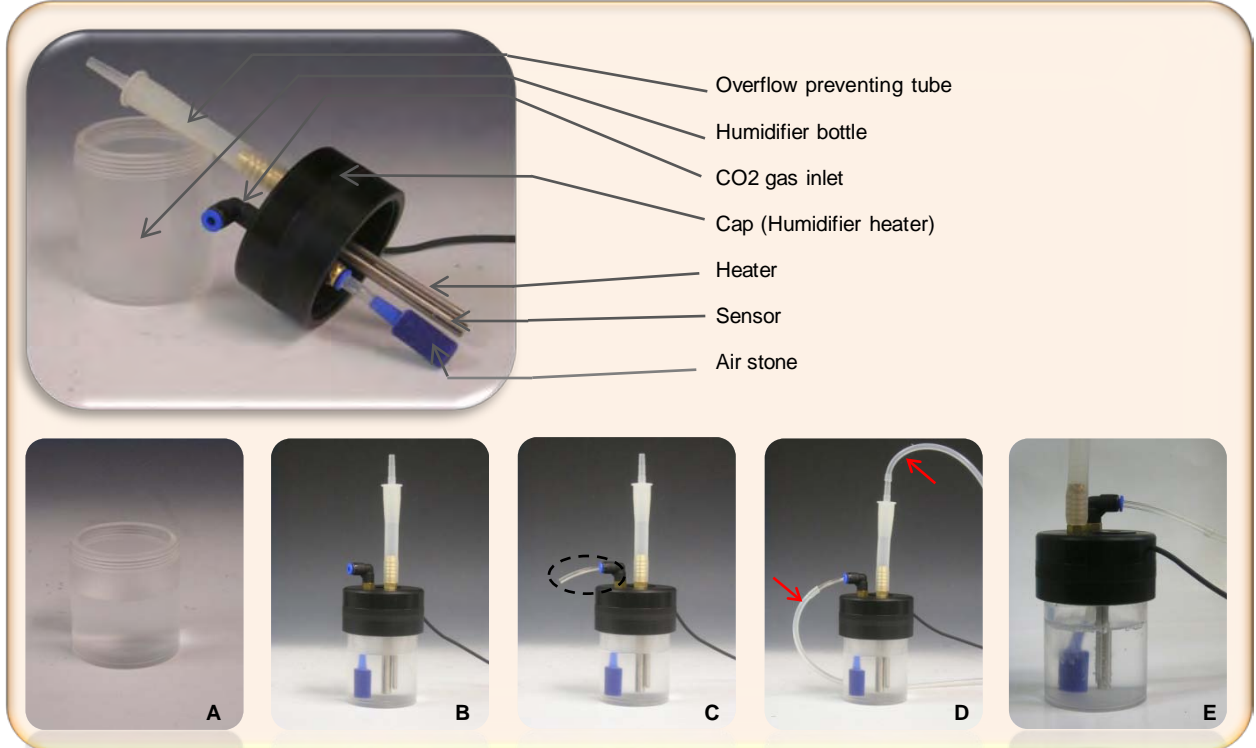 Overflow preventing tube
Humidifier bottle
CO2 gas inlet
Cap (Humidifier heater)
Heater
Sensor
Air stone
A
B
C
D
E